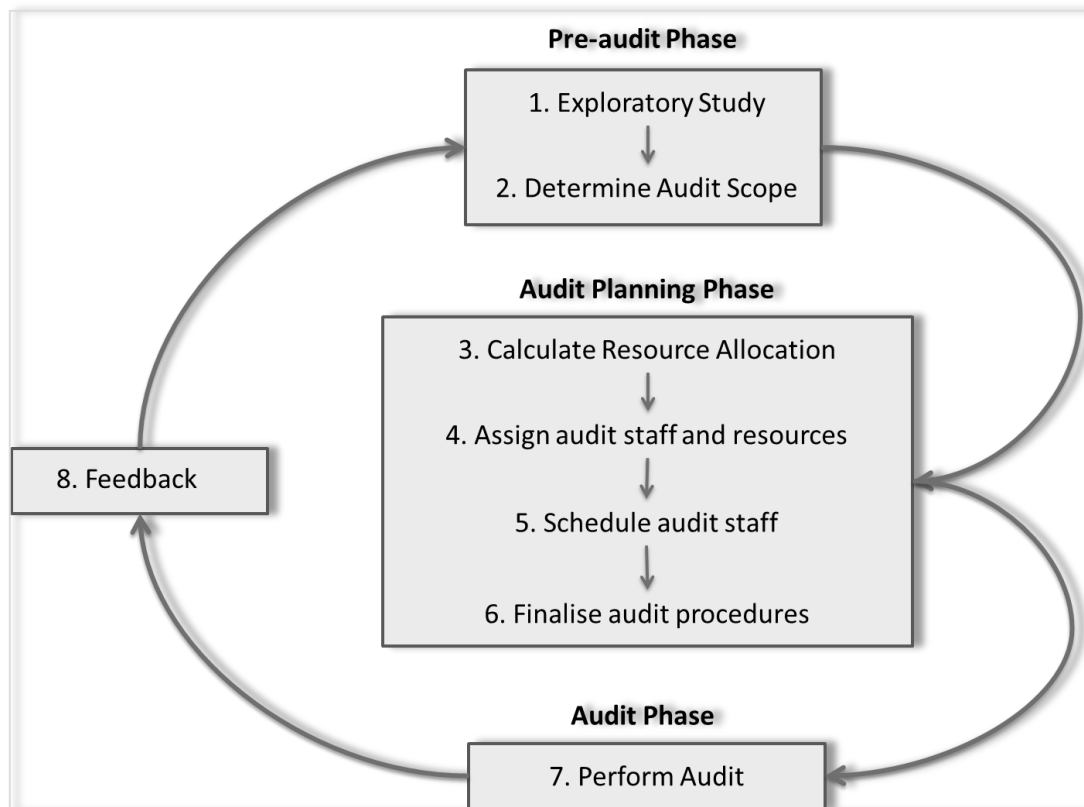 Pre-audit Phase
1. Exploratory Study
2. Determine Audit Scope
Audit Planning Phase
3. Calculate Resource Allocation
4. Assign audit staff and resources
5. Schedule audit staff
6. Finalise audit procedures
8. Feedback
Audit Phase
7. Perform Audit